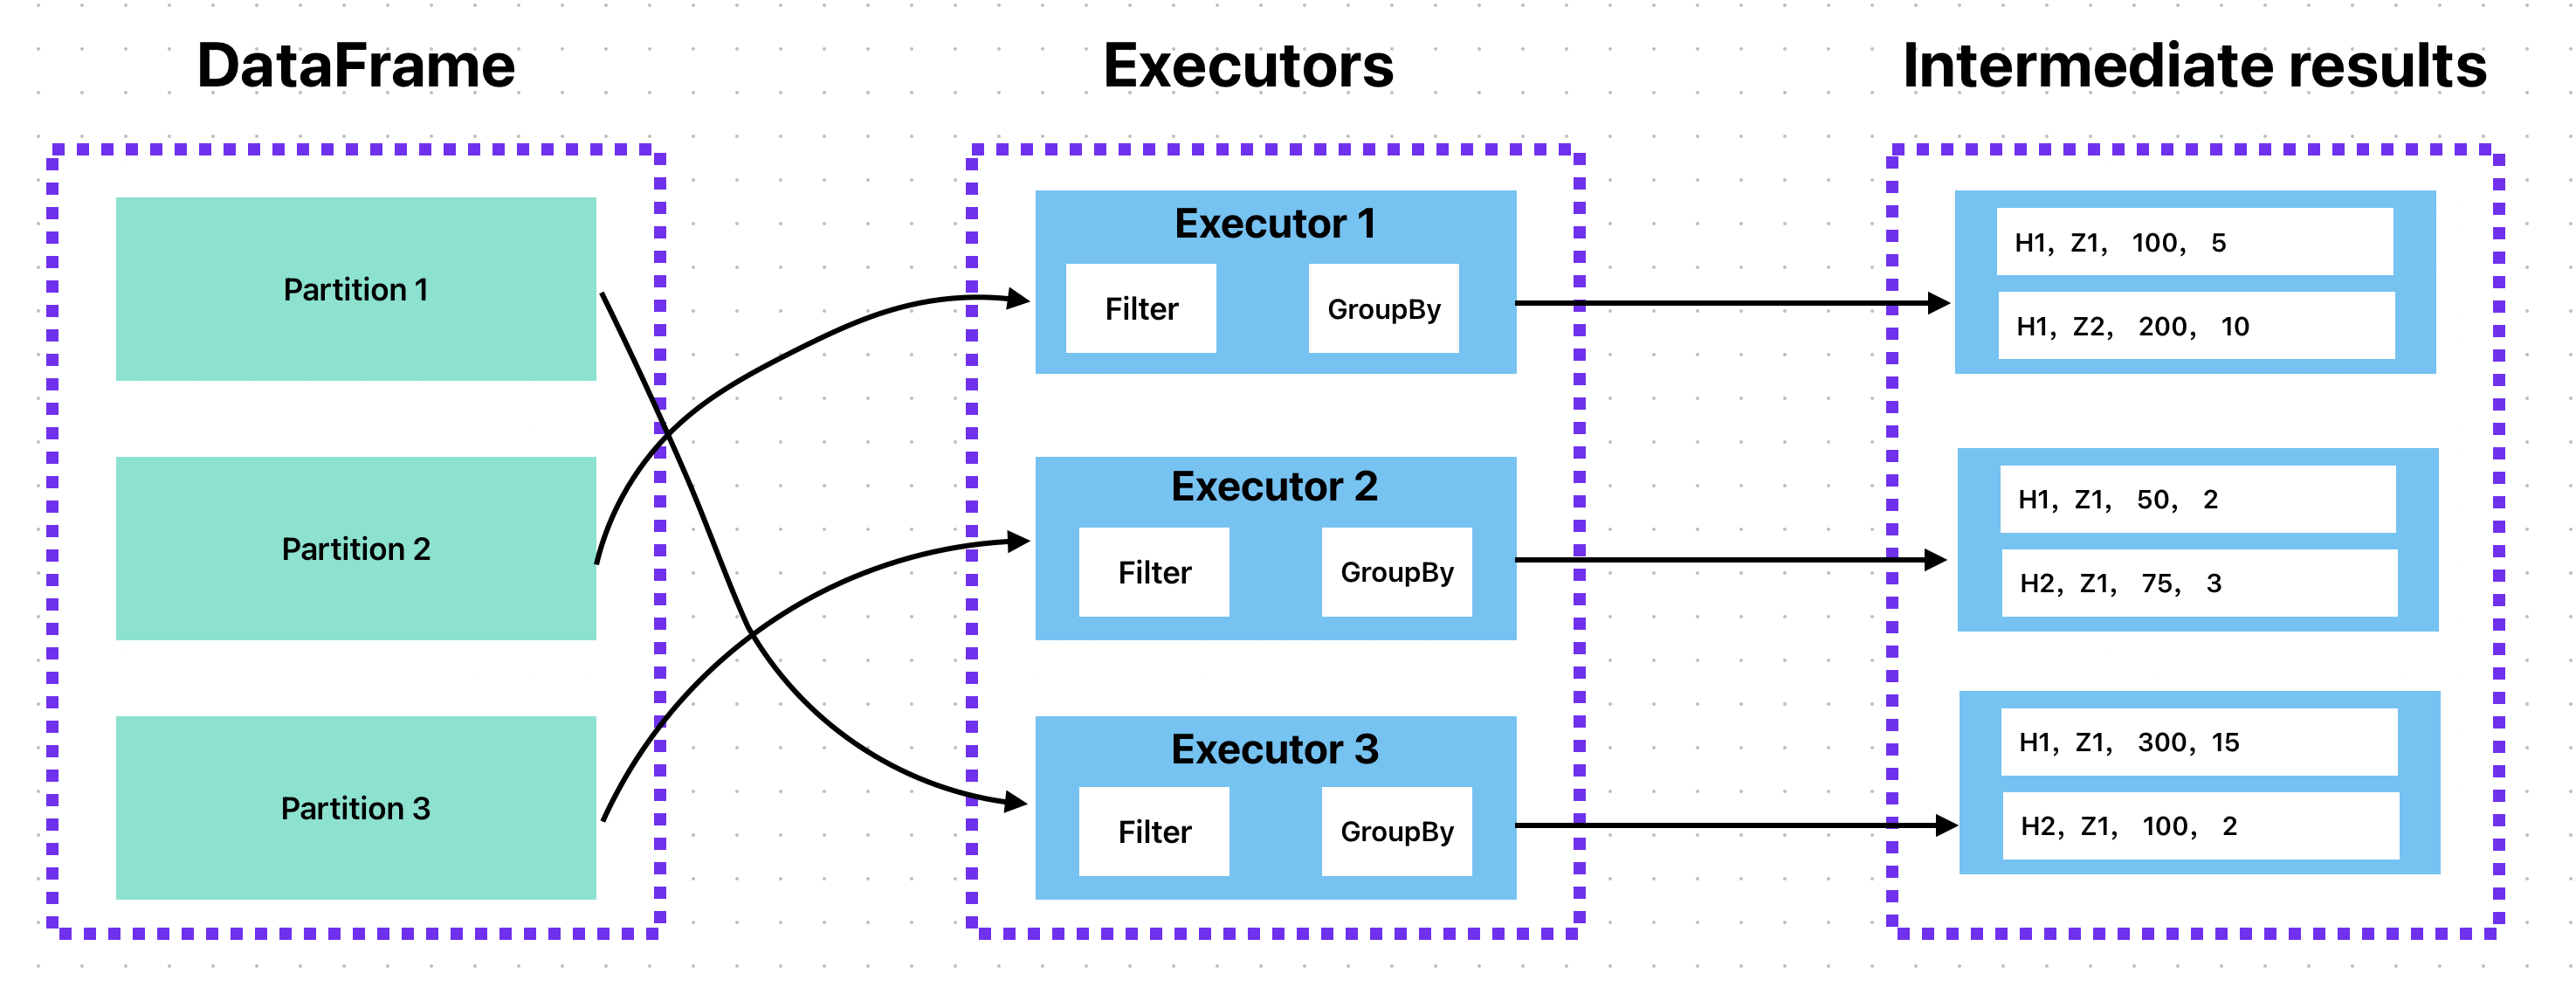 DataFrame
Partition 1
Partition 2
Partition 3
Executors
Executor 1
Filter
GroupBy
Executor 2
Filter
GroupBy
Executor 3
Filter
GroupBy
Intermediate results
H1, Z1, 100, 5
H1, Z2, 200, 10
H1, Z1, 50, 2
H2, Z1, 75, 3
H1, Z1, 300, 15
H2, Z1, 100, 2